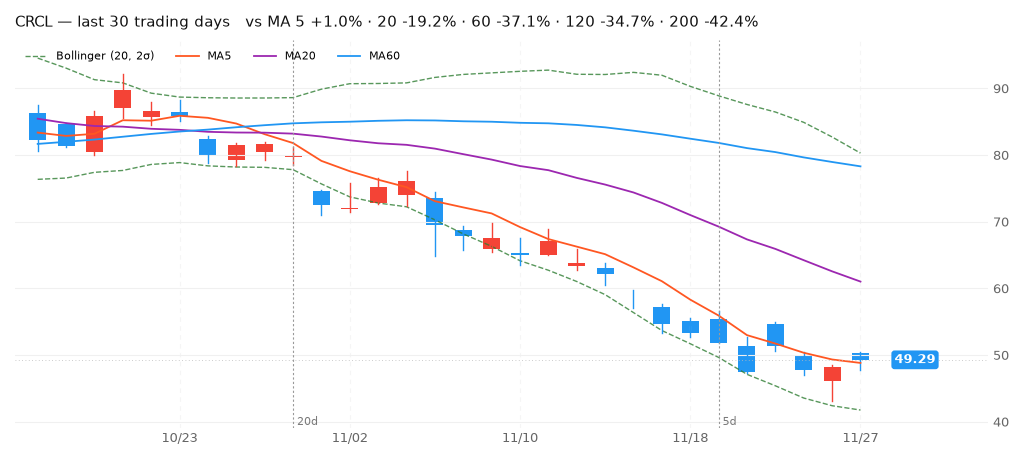 CRCL — last 30 trading days   vs MA 5 +1.0% · 20 -19.2% · 60 -37.1% · 120 -34.7% · 200 -42.4%
Bollinger (20, 2σ) MA5 MA20 MA60
90
80
70
60
50
49.29
40
20d 5d
10/23 11/02 11/10 11/18 11/27